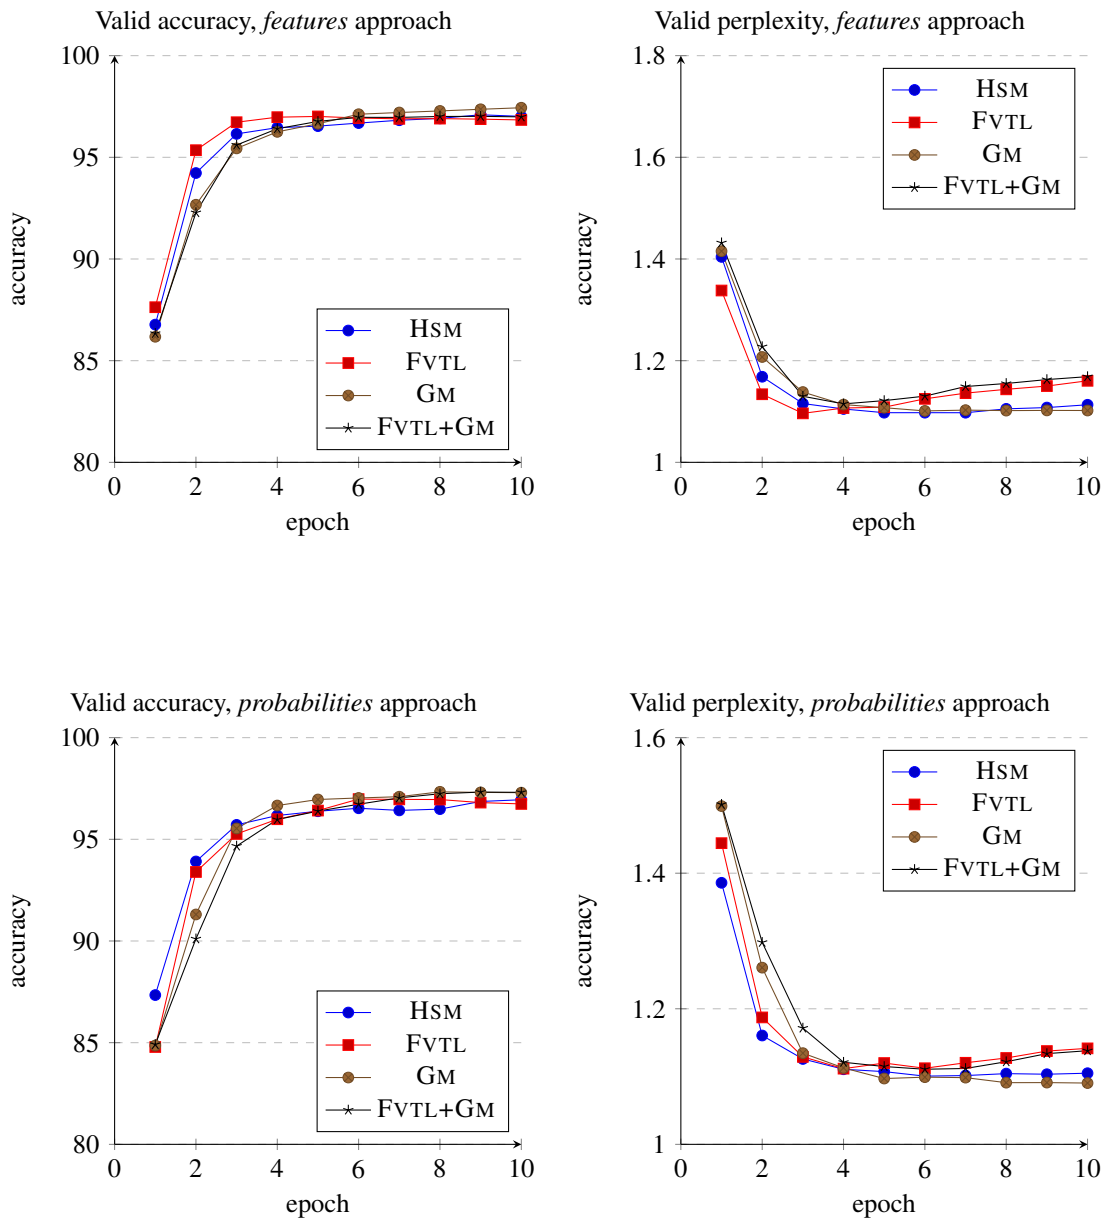 Valid accuracy, features approach
100
95
90
85
80
0 2 4 6 8 10
epoch
accuracy
HSM
FVTL
GM
FVTL+GM
Valid perplexity, features approach
1.8
1.6
1.4
1.2
1
0 2 4 6 8 10
epoch
accuracy
HSM
FVTL
GM
FVTL+GM
Valid accuracy, probabilities approach
100
95
90
85
80
0 2 4 6 8 10
epoch
accuracy
HSM
FVTL
GM
FVTL+GM
Valid perplexity, probabilities approach
1.6
1.4
1.2
1
0 2 4 6 8 10
epoch
accuracy
HSM
FVTL
GM
FVTL+GM